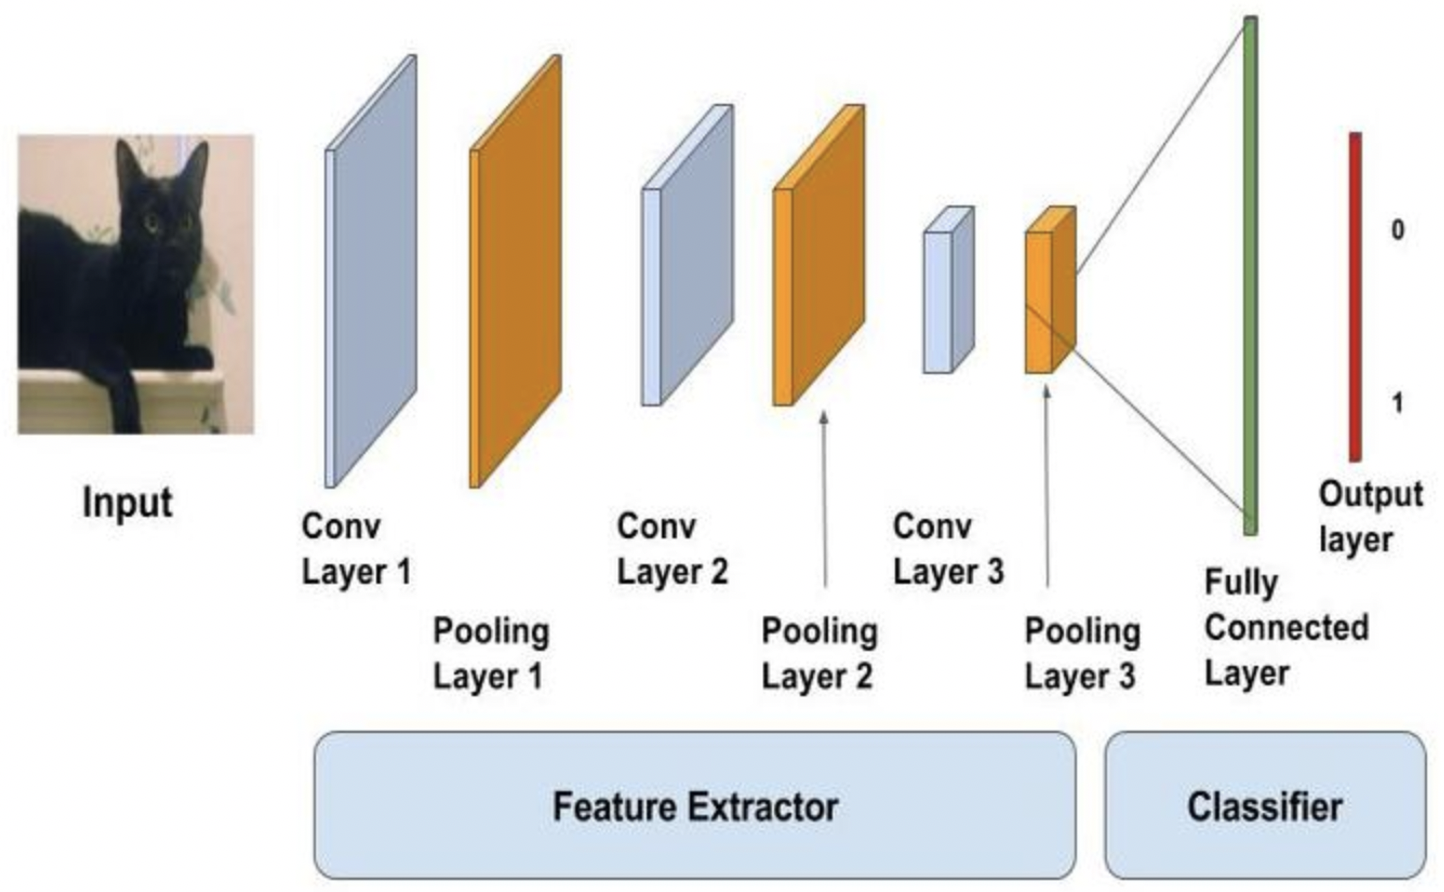 Input
Conv
Layer 1
Pooling
Layer 1
Conv
Layer 2
Pooling
Layer 2
Conv
Layer 3
Pooling
Layer 3
Fully
Connected
Layer
0
1
Output
layer
Feature Extractor
Classifier